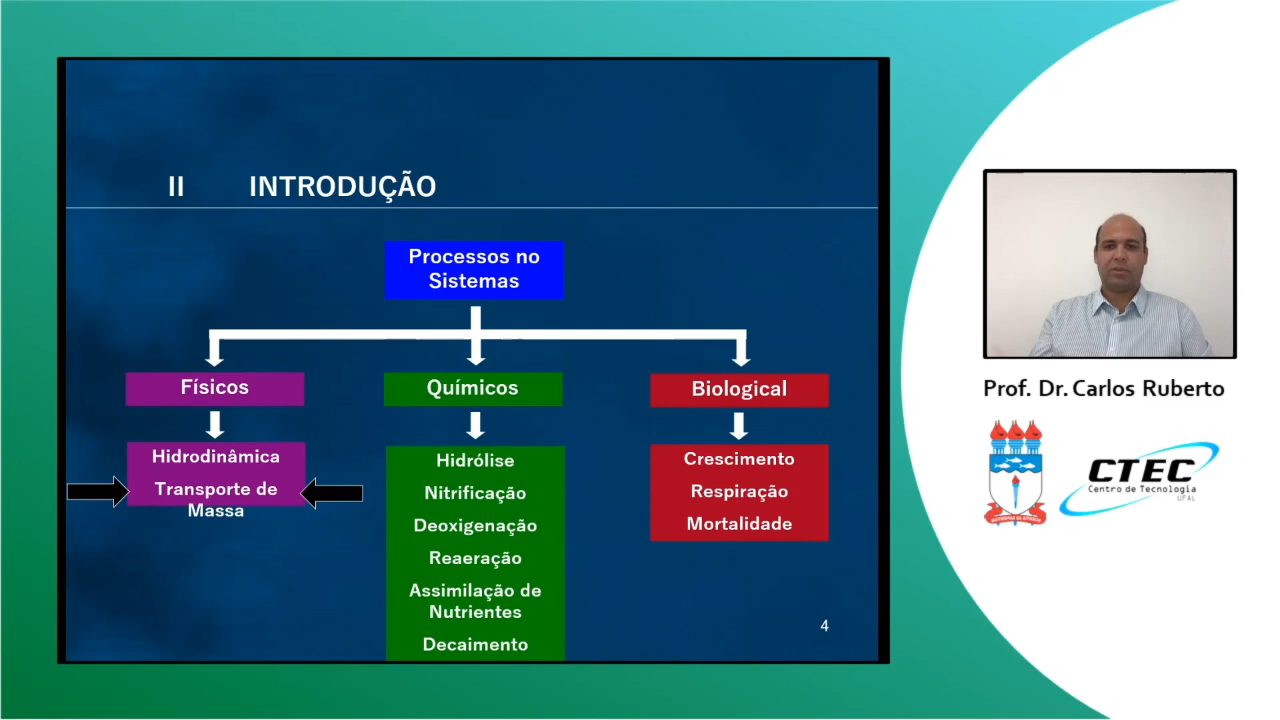 II INTRODUÇÃO
Processos no
Sistemas
Físicos
Químicos
Biological
Hidrodinâmica
Transporte de
Massa
Hidrólise
Nitrificação
Deoxigenação
Reaeração
Assimilação de
Nutrientes
Decaimento
Crescimento
Respiração
Mortalidade
4
Prof. Dr. Carlos Ruberto
CTEC
Centro de Tecnologia
UFAL